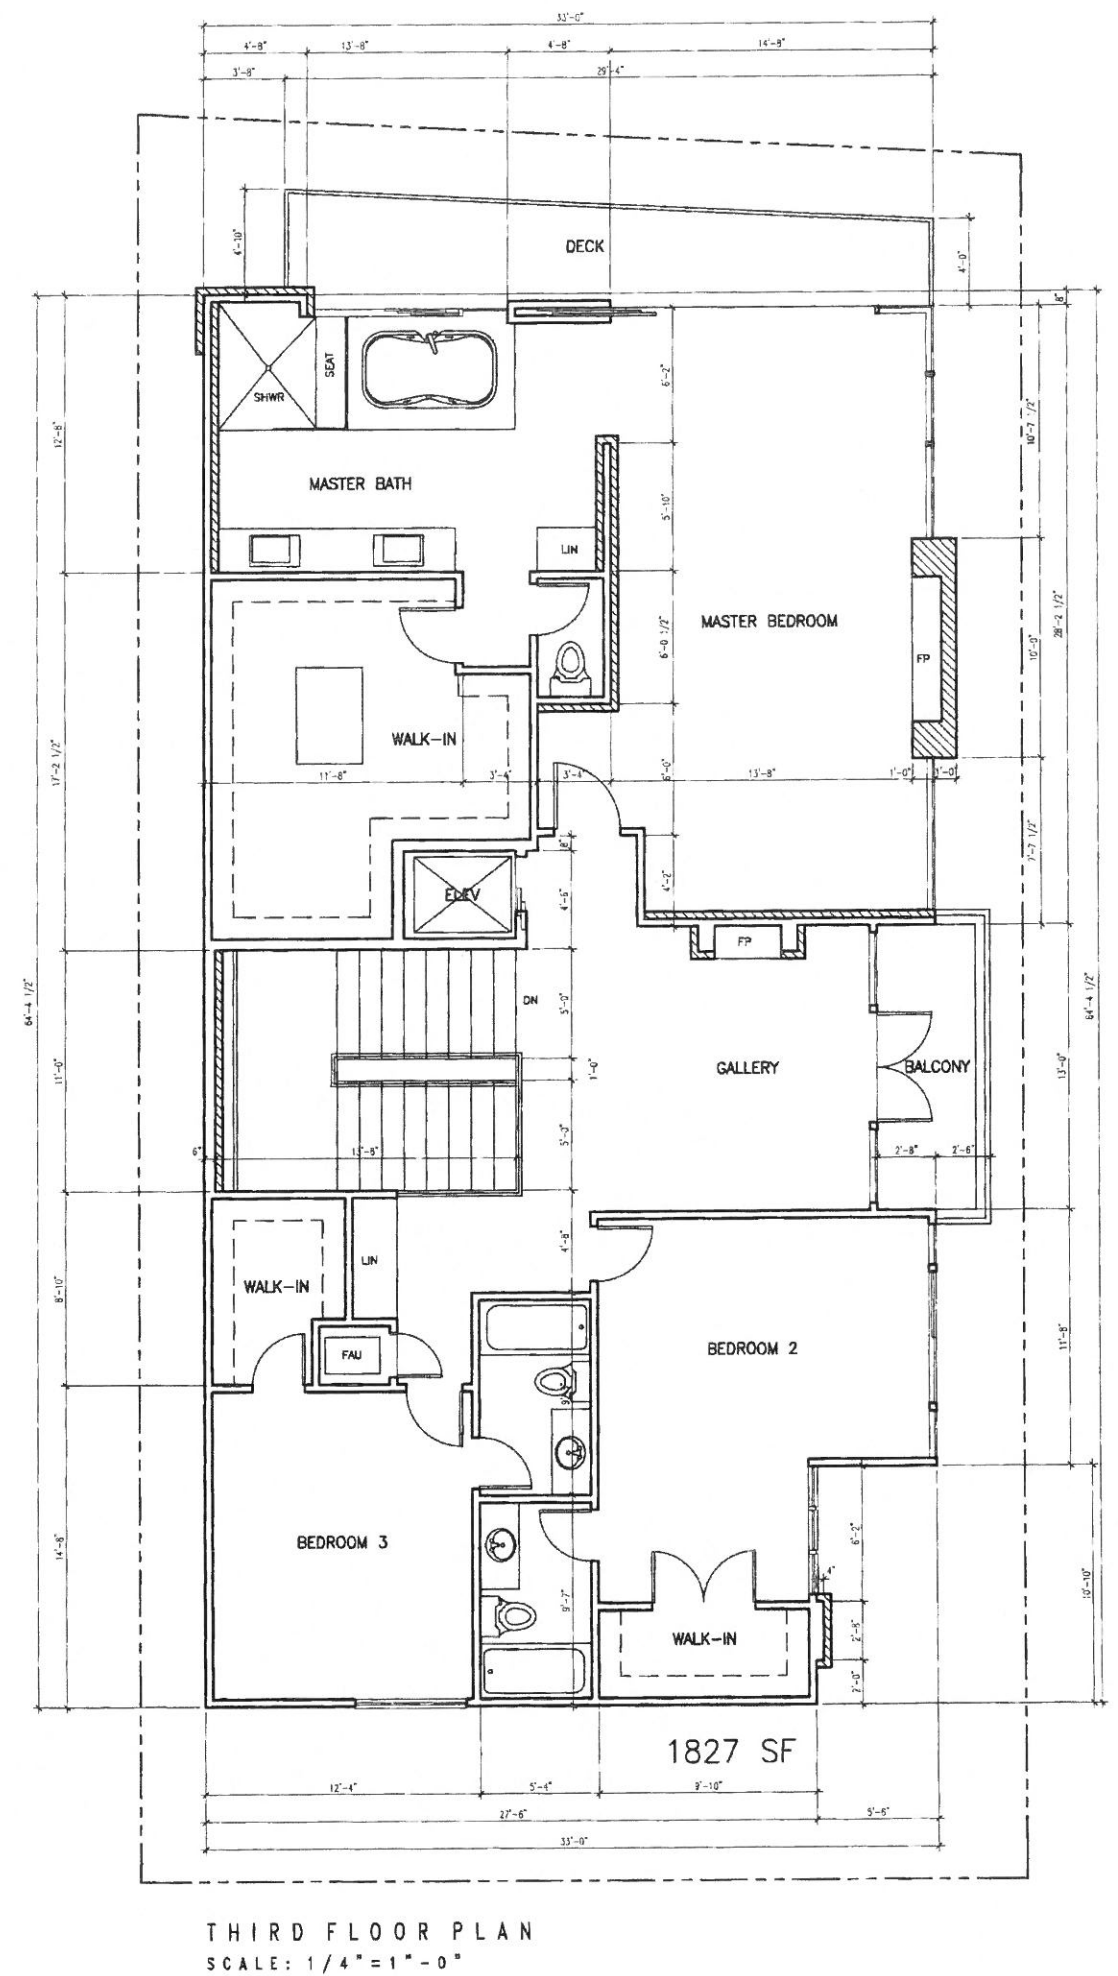 33'-0"
4'-8" 13'-8" 4'-8" 14'-8"
3'-8" 29'-4"
DECK
4'-10"
4'-0"
8"
SEAT
SHWR
6'-2"
10'-7 1/2"
12'-8"
MASTER BATH
5'-10"
LIN
MASTER BEDROOM
6'-0 1/2"
28'-2 1/2"
10'-0"
FP
WALK-IN
17'-2 1/2"
11'-8" 3'-4" 3'-4" 6'-0" 13'-8" 1'-0" 1'-0"
7'-7 1/2"
8"
4'-2"
ELEV
4'-6"
FP
DN
5'-0"
64'-4 1/2"
64'-4 1/2"
11'-0"
1'-0"
GALLERY
BALCONY
13'-0"
5'-0"
6" 13'-8"
2'-8" 2'-6"
4'-8"
LIN
WALK-IN
8'-10"
11'-8"
BEDROOM 2
FAU
BEDROOM 3
14'-8"
6'-2"
4"
10'-10"
9'-7"
WALK-IN
2'-8"
2'-0"
1827 SF
12'-4" 5'-4" 9'-10"
27'-6" 5'-6"
33'-0"
THIRD FLOOR PLAN
SCALE: 1/4"=1"-0"